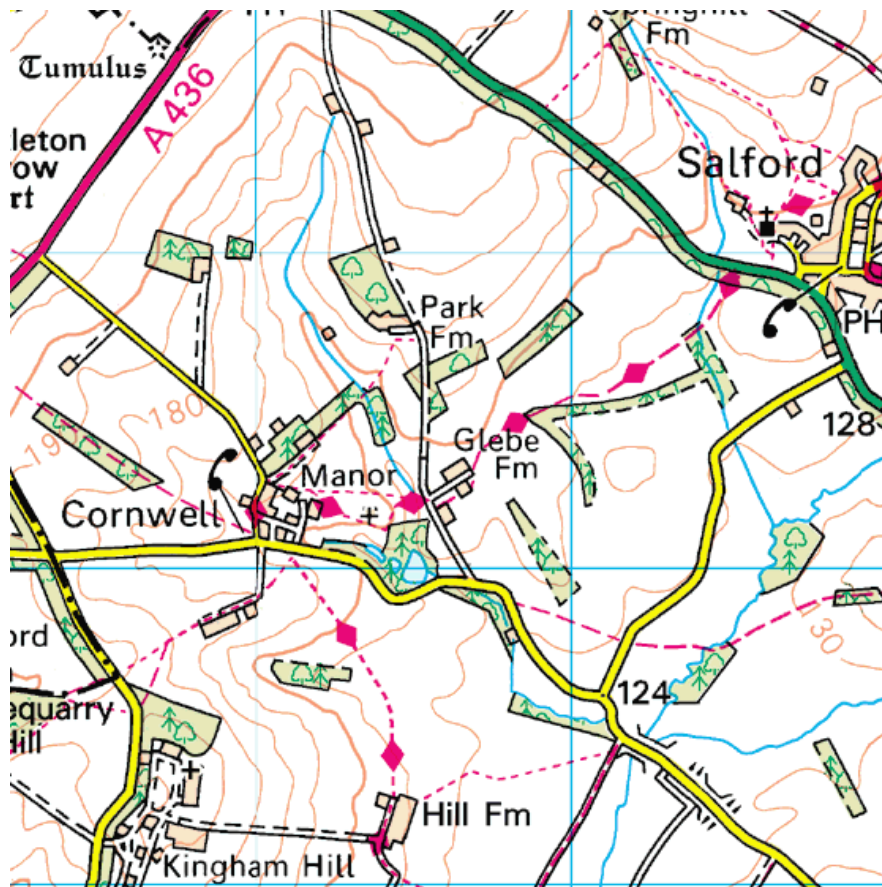 Fm
Tumulus
A 436
Salford
Park
Fm
PH
180
128
190
Glebe
Fm
Manor
Cornwell
130
124
Hill Fm
Kingham Hill